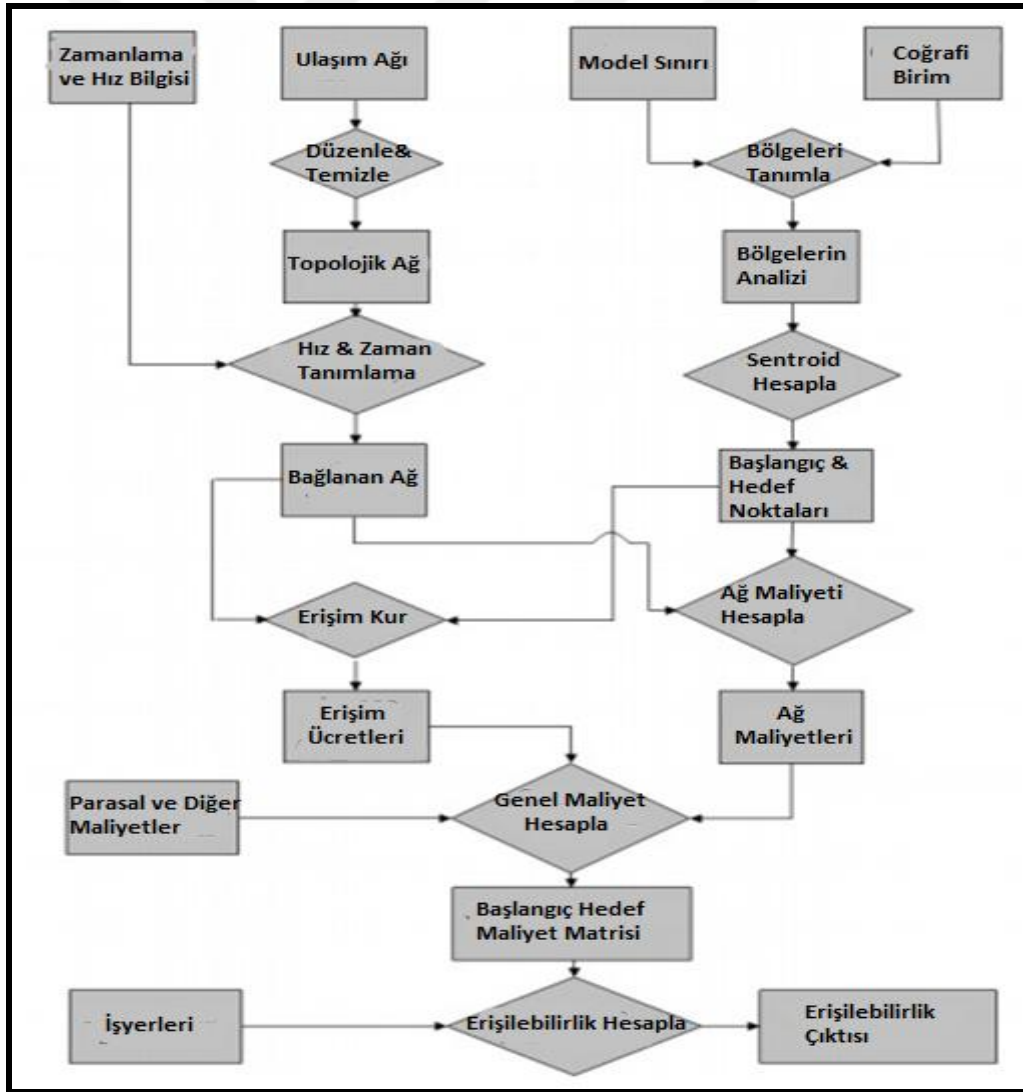 Zamanlama
ve Hız Bilgisi
Ulaşım Ağı
Model Sınırı
Coğrafi
Birim
Düzenle&
Temizle
Bölgeleri
Tanımla
Topolojik Ağ
Bölgelerin
Analizi
Hız & Zaman
Tanımlama
Sentroid
Hesapla
Bağlanan Ağ
Başlangıç &
Hedef
Noktaları
Erişim Kur
Ağ Maliyeti
Hesapla
Erişim
Ücretleri
Ağ
Maliyetleri
Parasal ve Diğer
Maliyetler
Genel Maliyet
Hesapla
Başlangıç Hedef
Maliyet Matrisi
İşyerleri
Erişilebilirlik Hesapla
Erişilebilirlik
Çıktısı